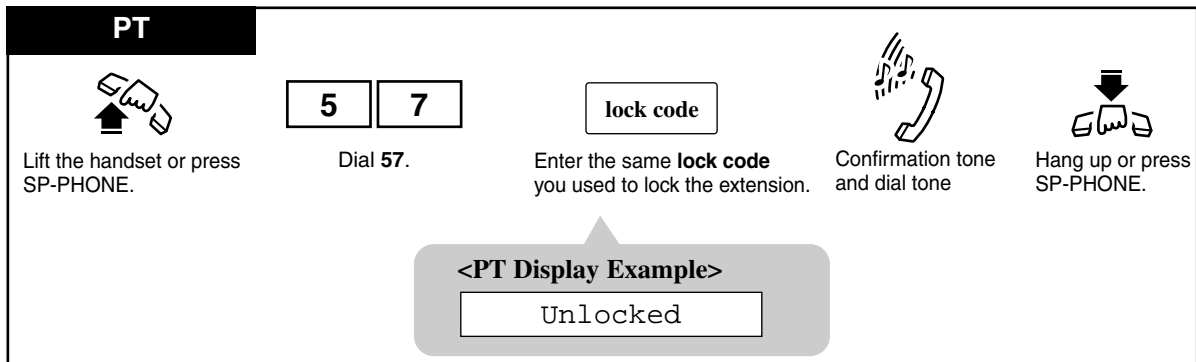 PT
5 7
lock code
Lift the handset or press
SP-PHONE.
Dial 57.
Enter the same lock code
you used to lock the extension.
Confirmation tone
and dial tone
Hang up or press
SP-PHONE.
<PT Display Example>
Unlocked